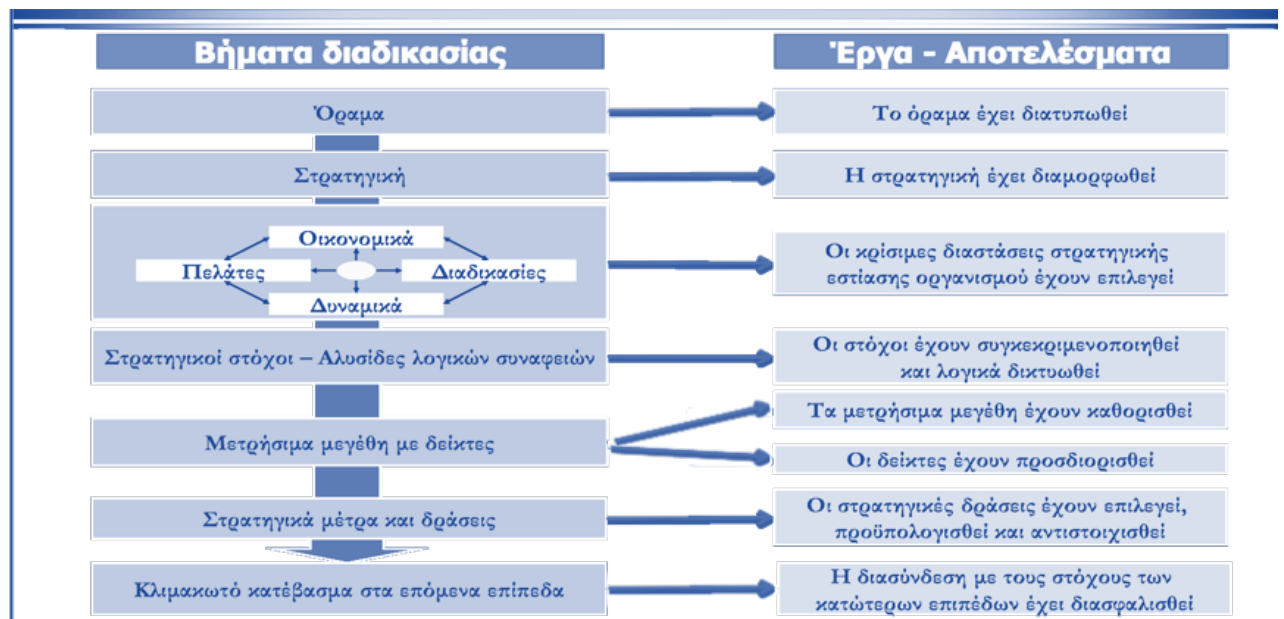 Βήματα διαδικασίας
Έργα - Αποτελέσματα
Όραμα
Το όραμα έχει διατυπωθεί
Στρατηγική
Η στρατηγική έχει διαμορφωθεί
Οικονομικά
Πελάτες
Διαδικασίες
Δυναμικά
Οι κρίσιμες διαστάσεις στρατηγικής
εστίασης οργανισμού έχουν επιλεγεί
Στρατηγικοί στόχοι – Αλυσίδες λογικών συναφειών
Οι στόχοι έχουν συγκεκριμενοποιηθεί
και λογικά δικτυωθεί
Μετρήσιμα μεγέθη με δείκτες
Τα μετρήσιμα μεγέθη έχουν καθορισθεί
Οι δείκτες έχουν προσδιορισθεί
Στρατηγικά μέτρα και δράσεις
Οι στρατηγικές δράσεις έχουν επιλεγεί,
προϋπολογισθεί και αντιστοιχισθεί
Κλιμακωτό κατέβασμα στα επόμενα επίπεδα
Η διασύνδεση με τους στόχους των
κατώτερων επιπέδων έχει διασφαλισθεί